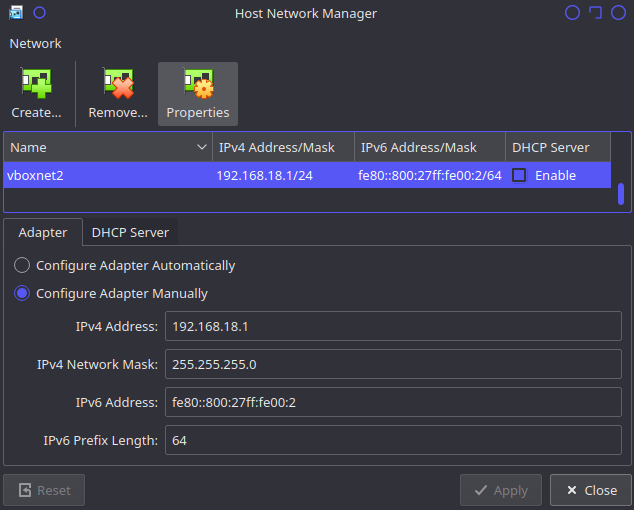 Host Network Manager
Network
Create... Remove... Properties
Name IPv4 Address/Mask IPv6 Address/Mask DHCP Server
vboxnet2 192.168.18.1/24 fe80::800:27ff:fe00:2/64 Enable
Adapter DHCP Server
Configure Adapter Automatically
Configure Adapter Manually
IPv4 Address: 192.168.18.1
IPv4 Network Mask: 255.255.255.0
IPv6 Address: fe80::800:27ff:fe00:2
IPv6 Prefix Length: 64
Reset Apply Close